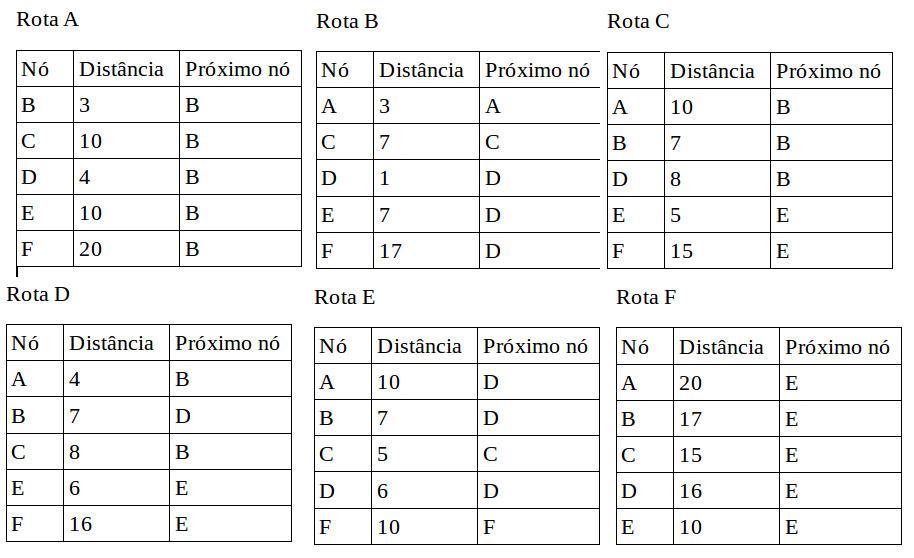 Rota A
Nó Distância Próximo nó
B 3 B
C 10 B
D 4 B
E 10 B
F 20 B
Rota B
Nó Distância Próximo nó
A 3 A
C 7 C
D 1 D
E 7 D
F 17 D
Rota C
Nó Distância Próximo nó
A 10 B
B 7 B
D 8 B
E 5 E
F 15 E
Rota D
Nó Distância Próximo nó
A 4 B
B 7 D
C 8 B
E 6 E
F 16 E
Rota E
Nó Distância Próximo nó
A 10 D
B 7 D
C 5 C
D 6 D
F 10 F
Rota F
Nó Distância Próximo nó
A 20 E
B 17 E
C 15 E
D 16 E
E 10 E